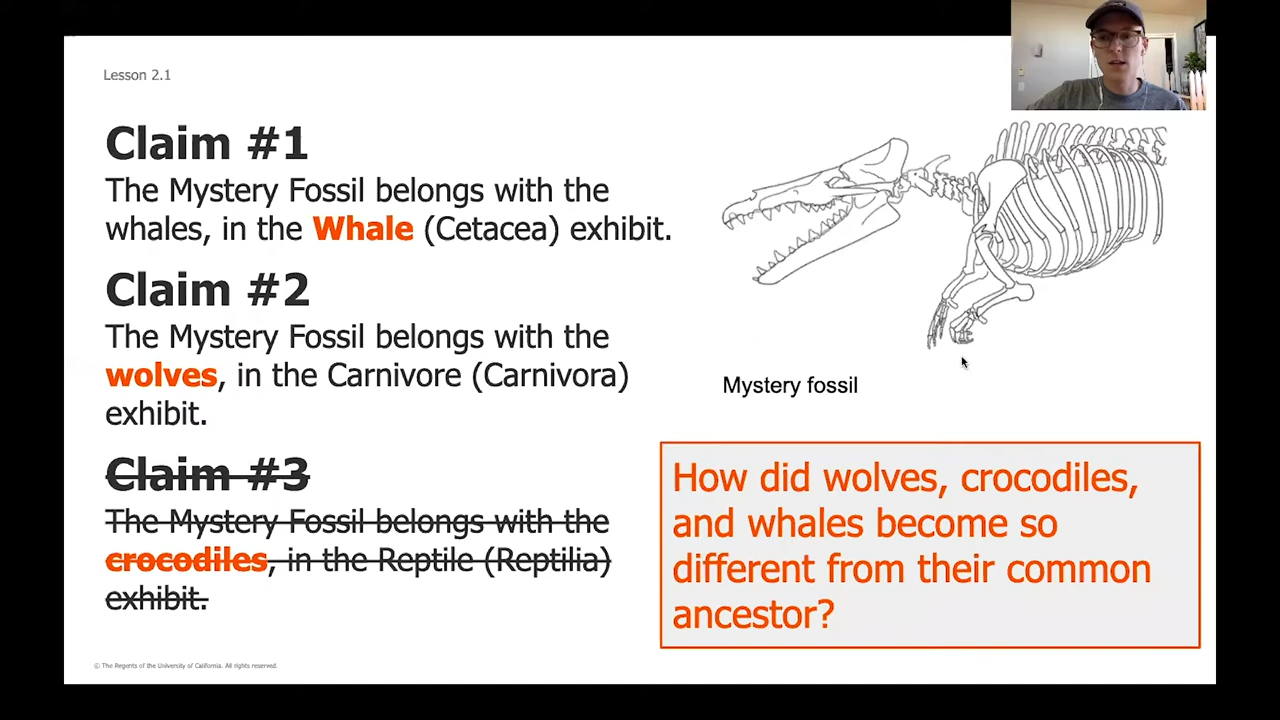 Lesson 2.1
Claim #1
The Mystery Fossil belongs with the
whales, in the Whale (Cetacea) exhibit.
Claim #2
The Mystery Fossil belongs with the
wolves, in the Carnivore (Carnivora)
exhibit.
Claim #3
The Mystery Fossil belongs with the
crocodiles, in the Reptile (Reptilia)
exhibit.
Mystery fossil
How did wolves, crocodiles,
and whales become so
different from their common
ancestor?
© The Regents of the University of California. All rights reserved.